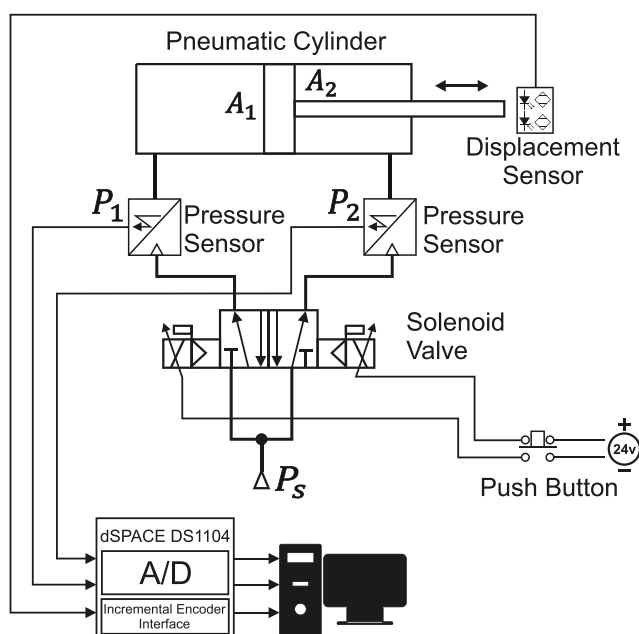 Pneumatic Cylinder
A1
A2
Displacement
Sensor
P1
Pressure
Sensor
P2
Pressure
Sensor
Solenoid
Valve
+
24v
−
Push Button
Ps
dSPACE DS1104
A/D
Incremental Encoder
Interface